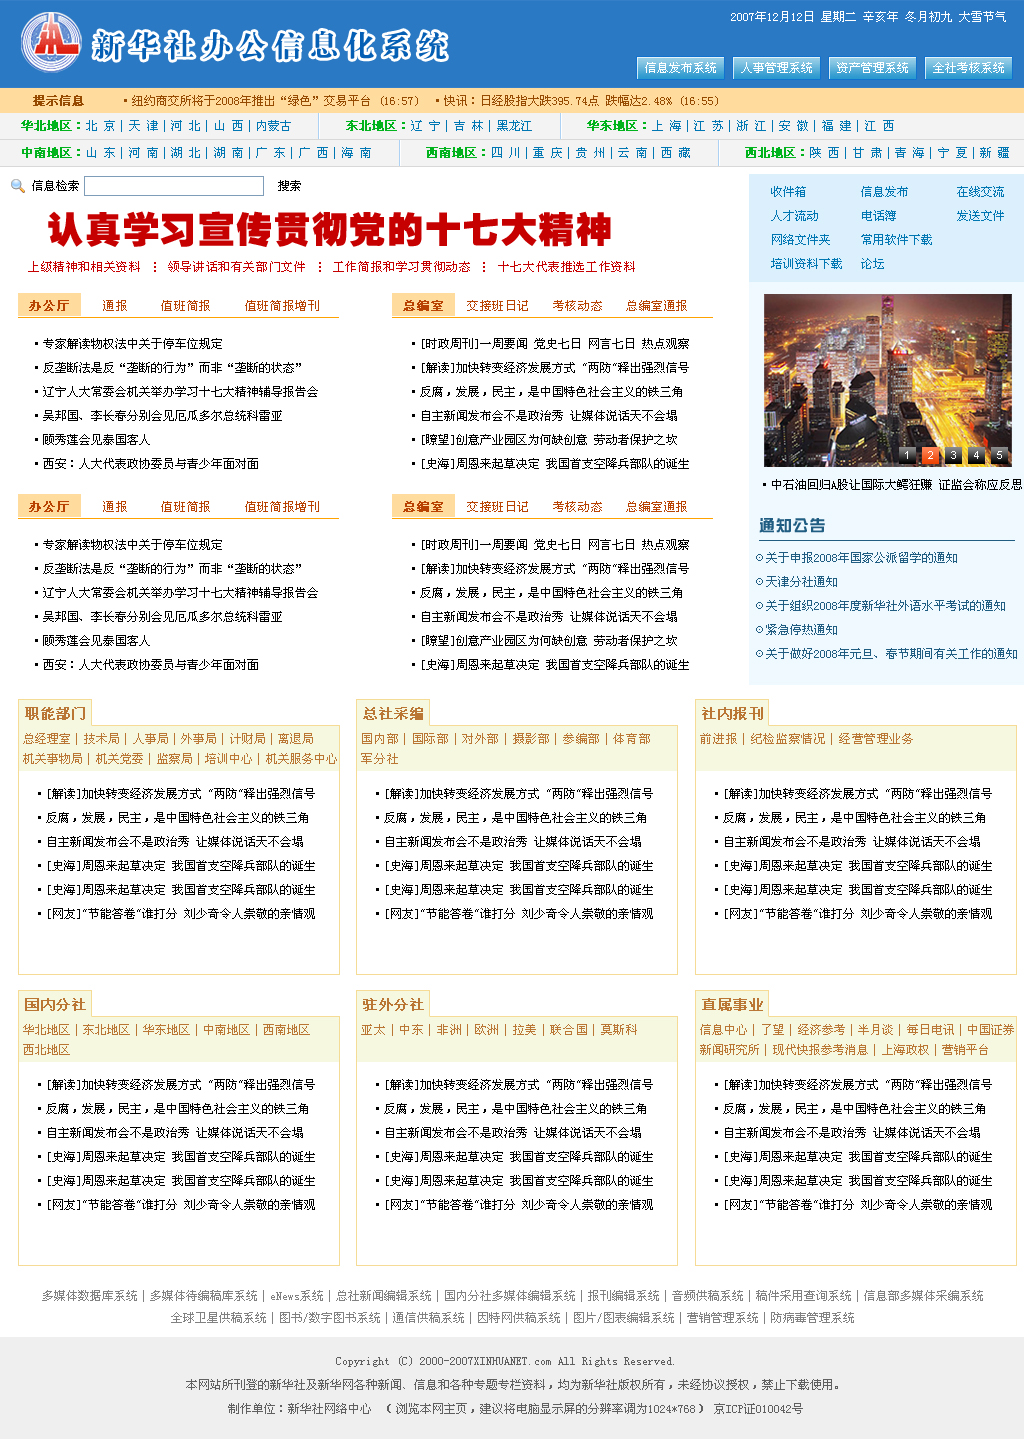 2007年12月12日 星期二 辛亥年 冬月初九 大雪节气
新华社办公信息化系统
信息发布系统 人事管理系统 资产管理系统 全社考核系统
提示信息 ·纽约商交所将于2008年推出“绿色”交易平台 (16:57) ·快讯：日经股指大跌395.74点 跌幅达2.48% (16:55)
华北地区：北 京|天 津|河 北|山 西|内蒙古 东北地区：辽 宁|吉 林|黑龙江 华东地区：上 海|江 苏|浙 江|安 徽|福 建|江 西
中南地区：山 东|河 南|湖 北|湖 南|广 东|广 西|海 南 西南地区：四 川|重 庆|贵 州|云 南|西 藏 西北地区：陕 西|甘 肃|青 海|宁 夏|新 疆
信息检索 搜索
认真学习宣传贯彻党的十七大精神
上级精神和相关资料 ⋮ 领导讲话和有关部门文件 ⋮ 工作简报和学习贯彻动态 ⋮ 十七大代表推选工作资料
收件箱 信息发布 在线交流
人才流动 电话簿 发送文件
网络文件夹 常用软件下载
培训资料下载 论坛
办公厅 通报 值班简报 值班简报增刊
·专家解读物权法中关于停车位规定
·反垄断法是反“垄断的行为”而非“垄断的状态”
·辽宁人大常委会机关举办学习十七大精神辅导报告会
·吴邦国、李长春分别会见厄瓜多尔总统科雷亚
·顾秀莲会见泰国客人
·西安：人大代表政协委员与青少年面对面
总编室 交接班日记 考核动态 总编室通报
·[时政周刊]一周要闻 党史七日 网言七日 热点观察
·[解读]加快转变经济发展方式 “两防”释出强烈信号
·反腐，发展，民主，是中国特色社会主义的铁三角
·自主新闻发布会不是政治秀 让媒体说话天不会塌
·[瞭望]创意产业园区为何缺创意 劳动者保护之坎
·[史海]周恩来起草决定 我国首支空降兵部队的诞生
1 2 3 4 5
·中石油回归A股让国际大鳄狂赚 证监会称应反思
办公厅 通报 值班简报 值班简报增刊
·专家解读物权法中关于停车位规定
·反垄断法是反“垄断的行为”而非“垄断的状态”
·辽宁人大常委会机关举办学习十七大精神辅导报告会
·吴邦国、李长春分别会见厄瓜多尔总统科雷亚
·顾秀莲会见泰国客人
·西安：人大代表政协委员与青少年面对面
总编室 交接班日记 考核动态 总编室通报
·[时政周刊]一周要闻 党史七日 网言七日 热点观察
·[解读]加快转变经济发展方式 “两防”释出强烈信号
·反腐，发展，民主，是中国特色社会主义的铁三角
·自主新闻发布会不是政治秀 让媒体说话天不会塌
·[瞭望]创意产业园区为何缺创意 劳动者保护之坎
·[史海]周恩来起草决定 我国首支空降兵部队的诞生
通知公告
关于申报2008年国家公派留学的通知
天津分社通知
关于组织2008年度新华社外语水平考试的通知
紧急停热通知
关于做好2008年元旦、春节期间有关工作的通知
职能部门
总经理室|技术局|人事局|外事局|计财局|离退局
机关事物局|机关党委|监察局|培训中心|机关服务中心
·[解读]加快转变经济发展方式 “两防”释出强烈信号
·反腐，发展，民主，是中国特色社会主义的铁三角
·自主新闻发布会不是政治秀 让媒体说话天不会塌
·[史海]周恩来起草决定 我国首支空降兵部队的诞生
·[史海]周恩来起草决定 我国首支空降兵部队的诞生
·[网友]“节能答卷”谁打分 刘少奇令人崇敬的亲情观
总社采编
国内部|国际部|对外部|摄影部|参编部|体育部
军分社
·[解读]加快转变经济发展方式 “两防”释出强烈信号
·反腐，发展，民主，是中国特色社会主义的铁三角
·自主新闻发布会不是政治秀 让媒体说话天不会塌
·[史海]周恩来起草决定 我国首支空降兵部队的诞生
·[史海]周恩来起草决定 我国首支空降兵部队的诞生
·[网友]“节能答卷”谁打分 刘少奇令人崇敬的亲情观
社内报刊
前进报|纪检监察情况|经营管理业务
·[解读]加快转变经济发展方式 “两防”释出强烈信号
·反腐，发展，民主，是中国特色社会主义的铁三角
·自主新闻发布会不是政治秀 让媒体说话天不会塌
·[史海]周恩来起草决定 我国首支空降兵部队的诞生
·[史海]周恩来起草决定 我国首支空降兵部队的诞生
·[网友]“节能答卷”谁打分 刘少奇令人崇敬的亲情观
国内分社
华北地区|东北地区|华东地区|中南地区|西南地区
西北地区
·[解读]加快转变经济发展方式 “两防”释出强烈信号
·反腐，发展，民主，是中国特色社会主义的铁三角
·自主新闻发布会不是政治秀 让媒体说话天不会塌
·[史海]周恩来起草决定 我国首支空降兵部队的诞生
·[史海]周恩来起草决定 我国首支空降兵部队的诞生
·[网友]“节能答卷”谁打分 刘少奇令人崇敬的亲情观
驻外分社
亚太|中东|非洲|欧洲|拉美|联合国|莫斯科
·[解读]加快转变经济发展方式 “两防”释出强烈信号
·反腐，发展，民主，是中国特色社会主义的铁三角
·自主新闻发布会不是政治秀 让媒体说话天不会塌
·[史海]周恩来起草决定 我国首支空降兵部队的诞生
·[史海]周恩来起草决定 我国首支空降兵部队的诞生
·[网友]“节能答卷”谁打分 刘少奇令人崇敬的亲情观
直属事业
信息中心|了望|经济参考|半月谈|每日电讯|中国证券
新闻研究所|现代快报参考消息|上海政权|营销平台
·[解读]加快转变经济发展方式 “两防”释出强烈信号
·反腐，发展，民主，是中国特色社会主义的铁三角
·自主新闻发布会不是政治秀 让媒体说话天不会塌
·[史海]周恩来起草决定 我国首支空降兵部队的诞生
·[史海]周恩来起草决定 我国首支空降兵部队的诞生
·[网友]“节能答卷”谁打分 刘少奇令人崇敬的亲情观
多媒体数据库系统|多媒体待编稿库系统|eNews系统|总社新闻编辑系统|国内分社多媒体编辑系统|报刊编辑系统|音频供稿系统|稿件采用查询系统|信息部多媒体采编系统
全球卫星供稿系统|图书/数字图书系统|通信供稿系统|因特网供稿系统|图片/图表编辑系统|营销管理系统|防病毒管理系统
Copyright (C) 2000-2007XINHUANET.com All Rights Reserved.
本网站所刊登的新华社及新华网各种新闻、信息和各种专题专栏资料，均为新华社版权所有，未经协议授权，禁止下载使用。
制作单位：新华社网络中心 （浏览本网主页，建议将电脑显示屏的分辨率调为1024*768） 京ICP证010042号